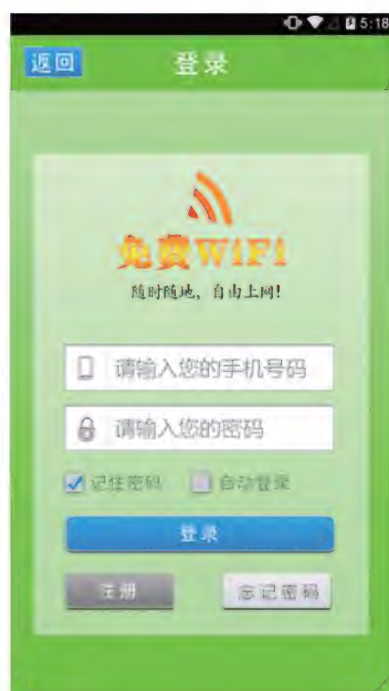 5:18
返回 登录
免费WiFi
随时随地，自由上网!
请输入您的手机号码
请输入您的密码
记住密码 自动登录
登录
注册 忘记密码